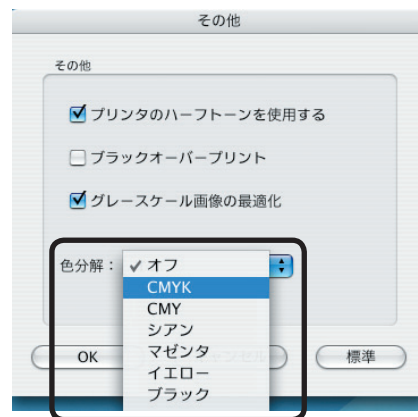 その他
その他
プリンタのハーフトーンを使用する
ブラックオーバープリント
グレースケール画像の最適化
色分解： ✓ オフ
CMYK
CMY
シアン
マゼンタ
イエロー
ブラック
OK
標準